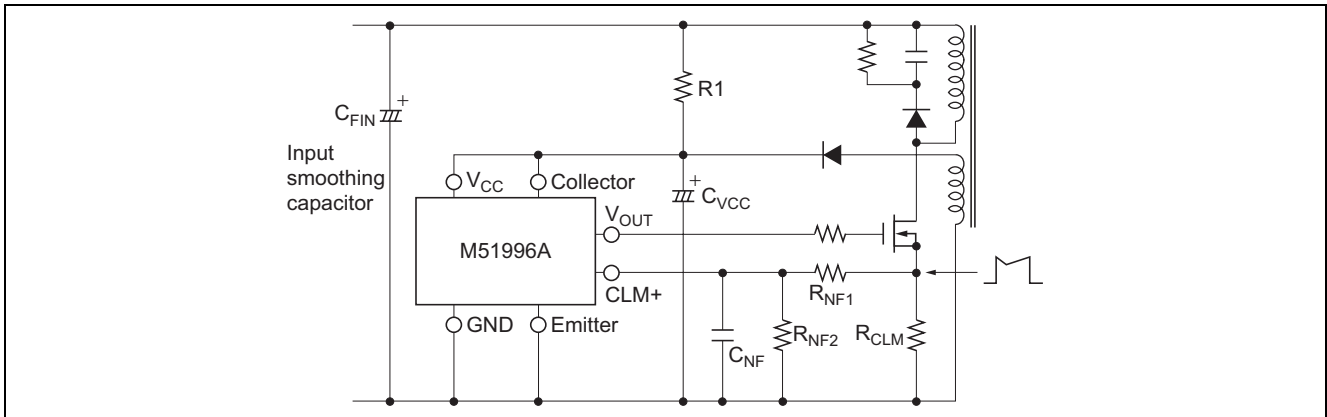 R1
C_FIN
+
Input
smoothing
capacitor
V_CC
Collector
+
C_VCC
V_OUT
M51996A
CLM+
R_NF1
GND
Emitter
C_NF
R_NF2
R_CLM